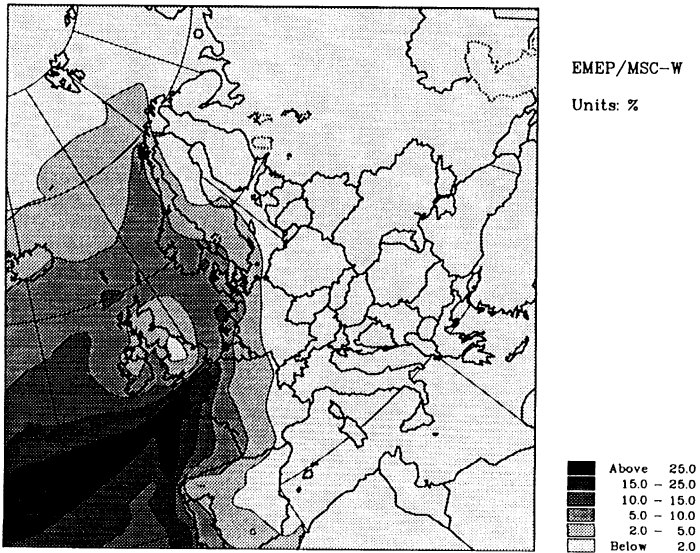 EMEP/MSC-W
Units: %
Above 25.0
15.0 - 25.0
10.0 - 15.0
5.0 - 10.0
2.0 - 5.0
Below 2.0